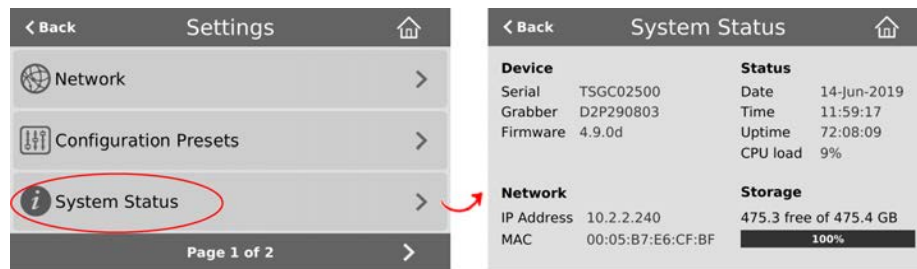 Back Settings
Network
Configuration Presets
System Status
Page 1 of 2
Back System Status
Device
Serial TSGC02500
Grabber D2P290803
Firmware 4.9.0d
Status
Date 14-Jun-2019
Time 11:59:17
Uptime 72:08:09
CPU load 9%
Network
IP Address 10.2.2.240
MAC 00:05:B7:E6:CF:BF
Storage
475.3 free of 475.4 GB
100%